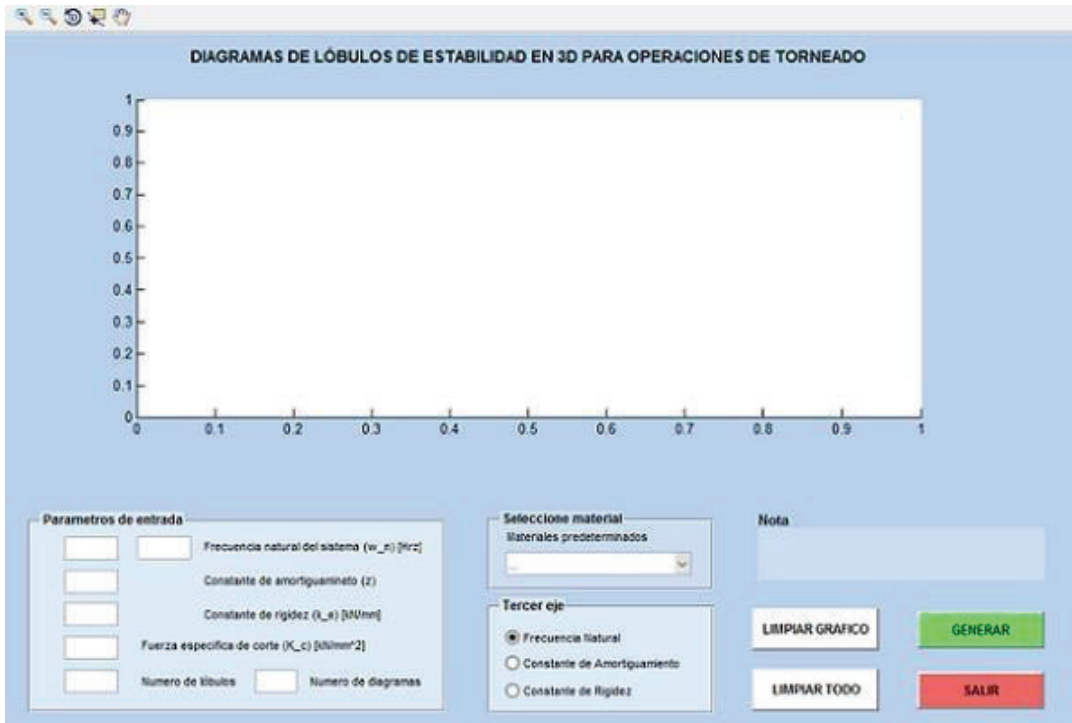 DIAGRAMAS DE LÓBULOS DE ESTABILIDAD EN 3D PARA OPERACIONES DE TORNEADO
1
0.9
0.8
0.7
0.6
0.5
0.4
0.3
0.2
0.1
0
0 0.1 0.2 0.3 0.4 0.5 0.6 0.7 0.8 0.9 1
Parametros de entrada
Frecuencia natural del sistema (w_n) [Hrz]
Constante de amortiguamineto (z)
Constante de rigidez (k_e) [kN/mm]
Fuerza especifica de corte (K_c) [kN/mm^2]
Numero de lóbulos Numero de diagramas
Seleccione material
Materiales predeterminados
...
Tercer eje
Frecuencia Natural
Constante de Amortiguamiento
Constante de Rigidez
Nota
LIMPIAR GRAFICO
GENERAR
LIMPIAR TODO
SALIR